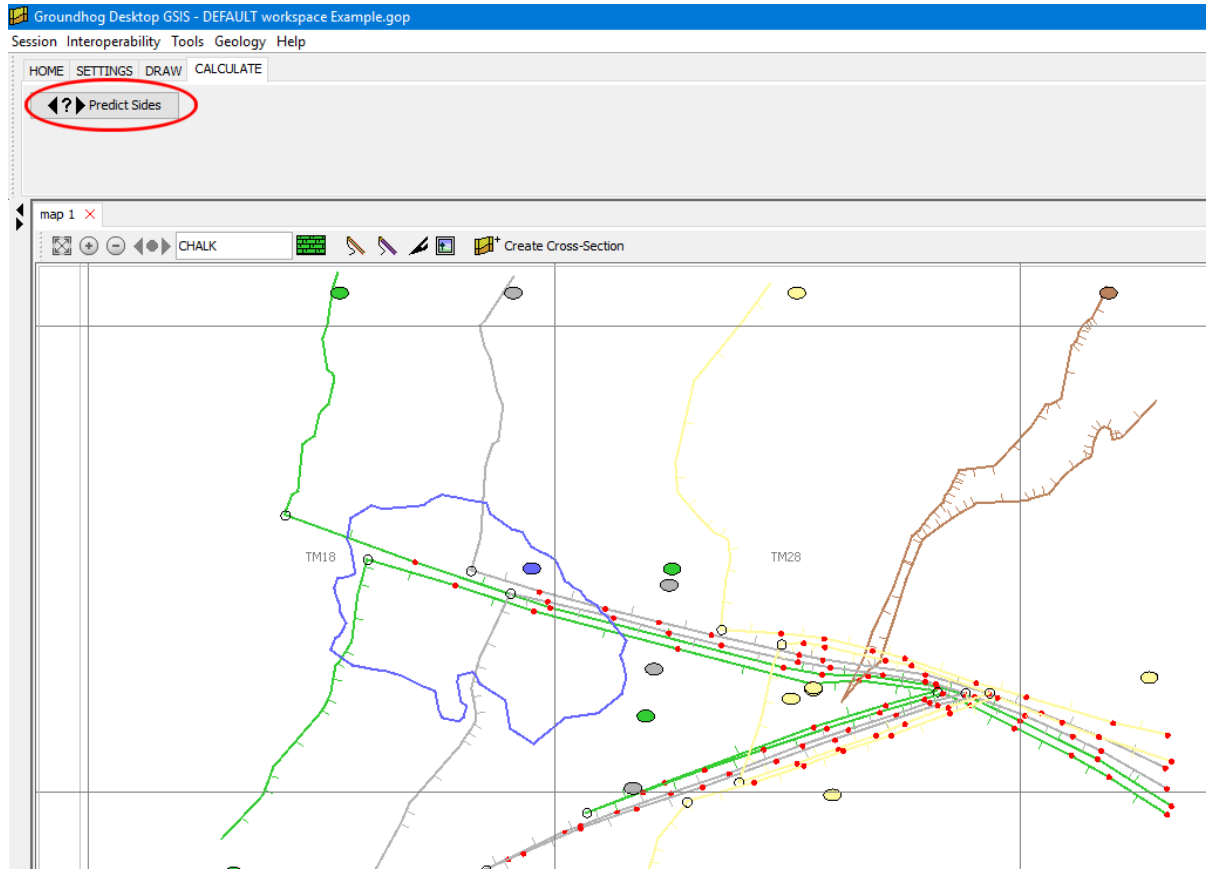 Groundhog Desktop GSIS - DEFAULT workspace Example.gop
Session Interoperability Tools Geology Help
HOME SETTINGS DRAW CALCULATE
? Predict Sides
map 1
CHALK Create Cross-Section
TM18 TM28